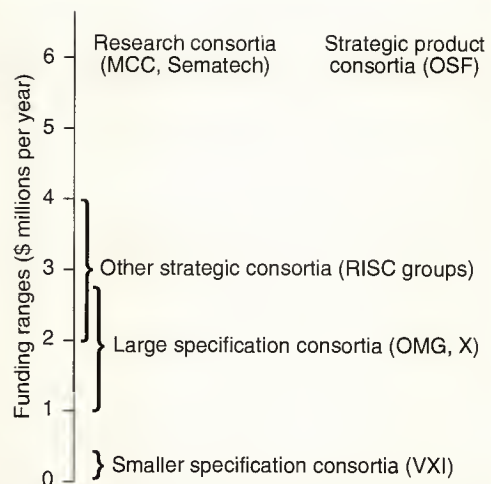 Research consortia
(MCC, Sematech)
Strategic product
consortia (OSF)
Funding ranges ($ millions per year)
6
5
4
3
2
1
0
Other strategic consortia (RISC groups)
Large specification consortia (OMG, X)
Smaller specification consortia (VXI)